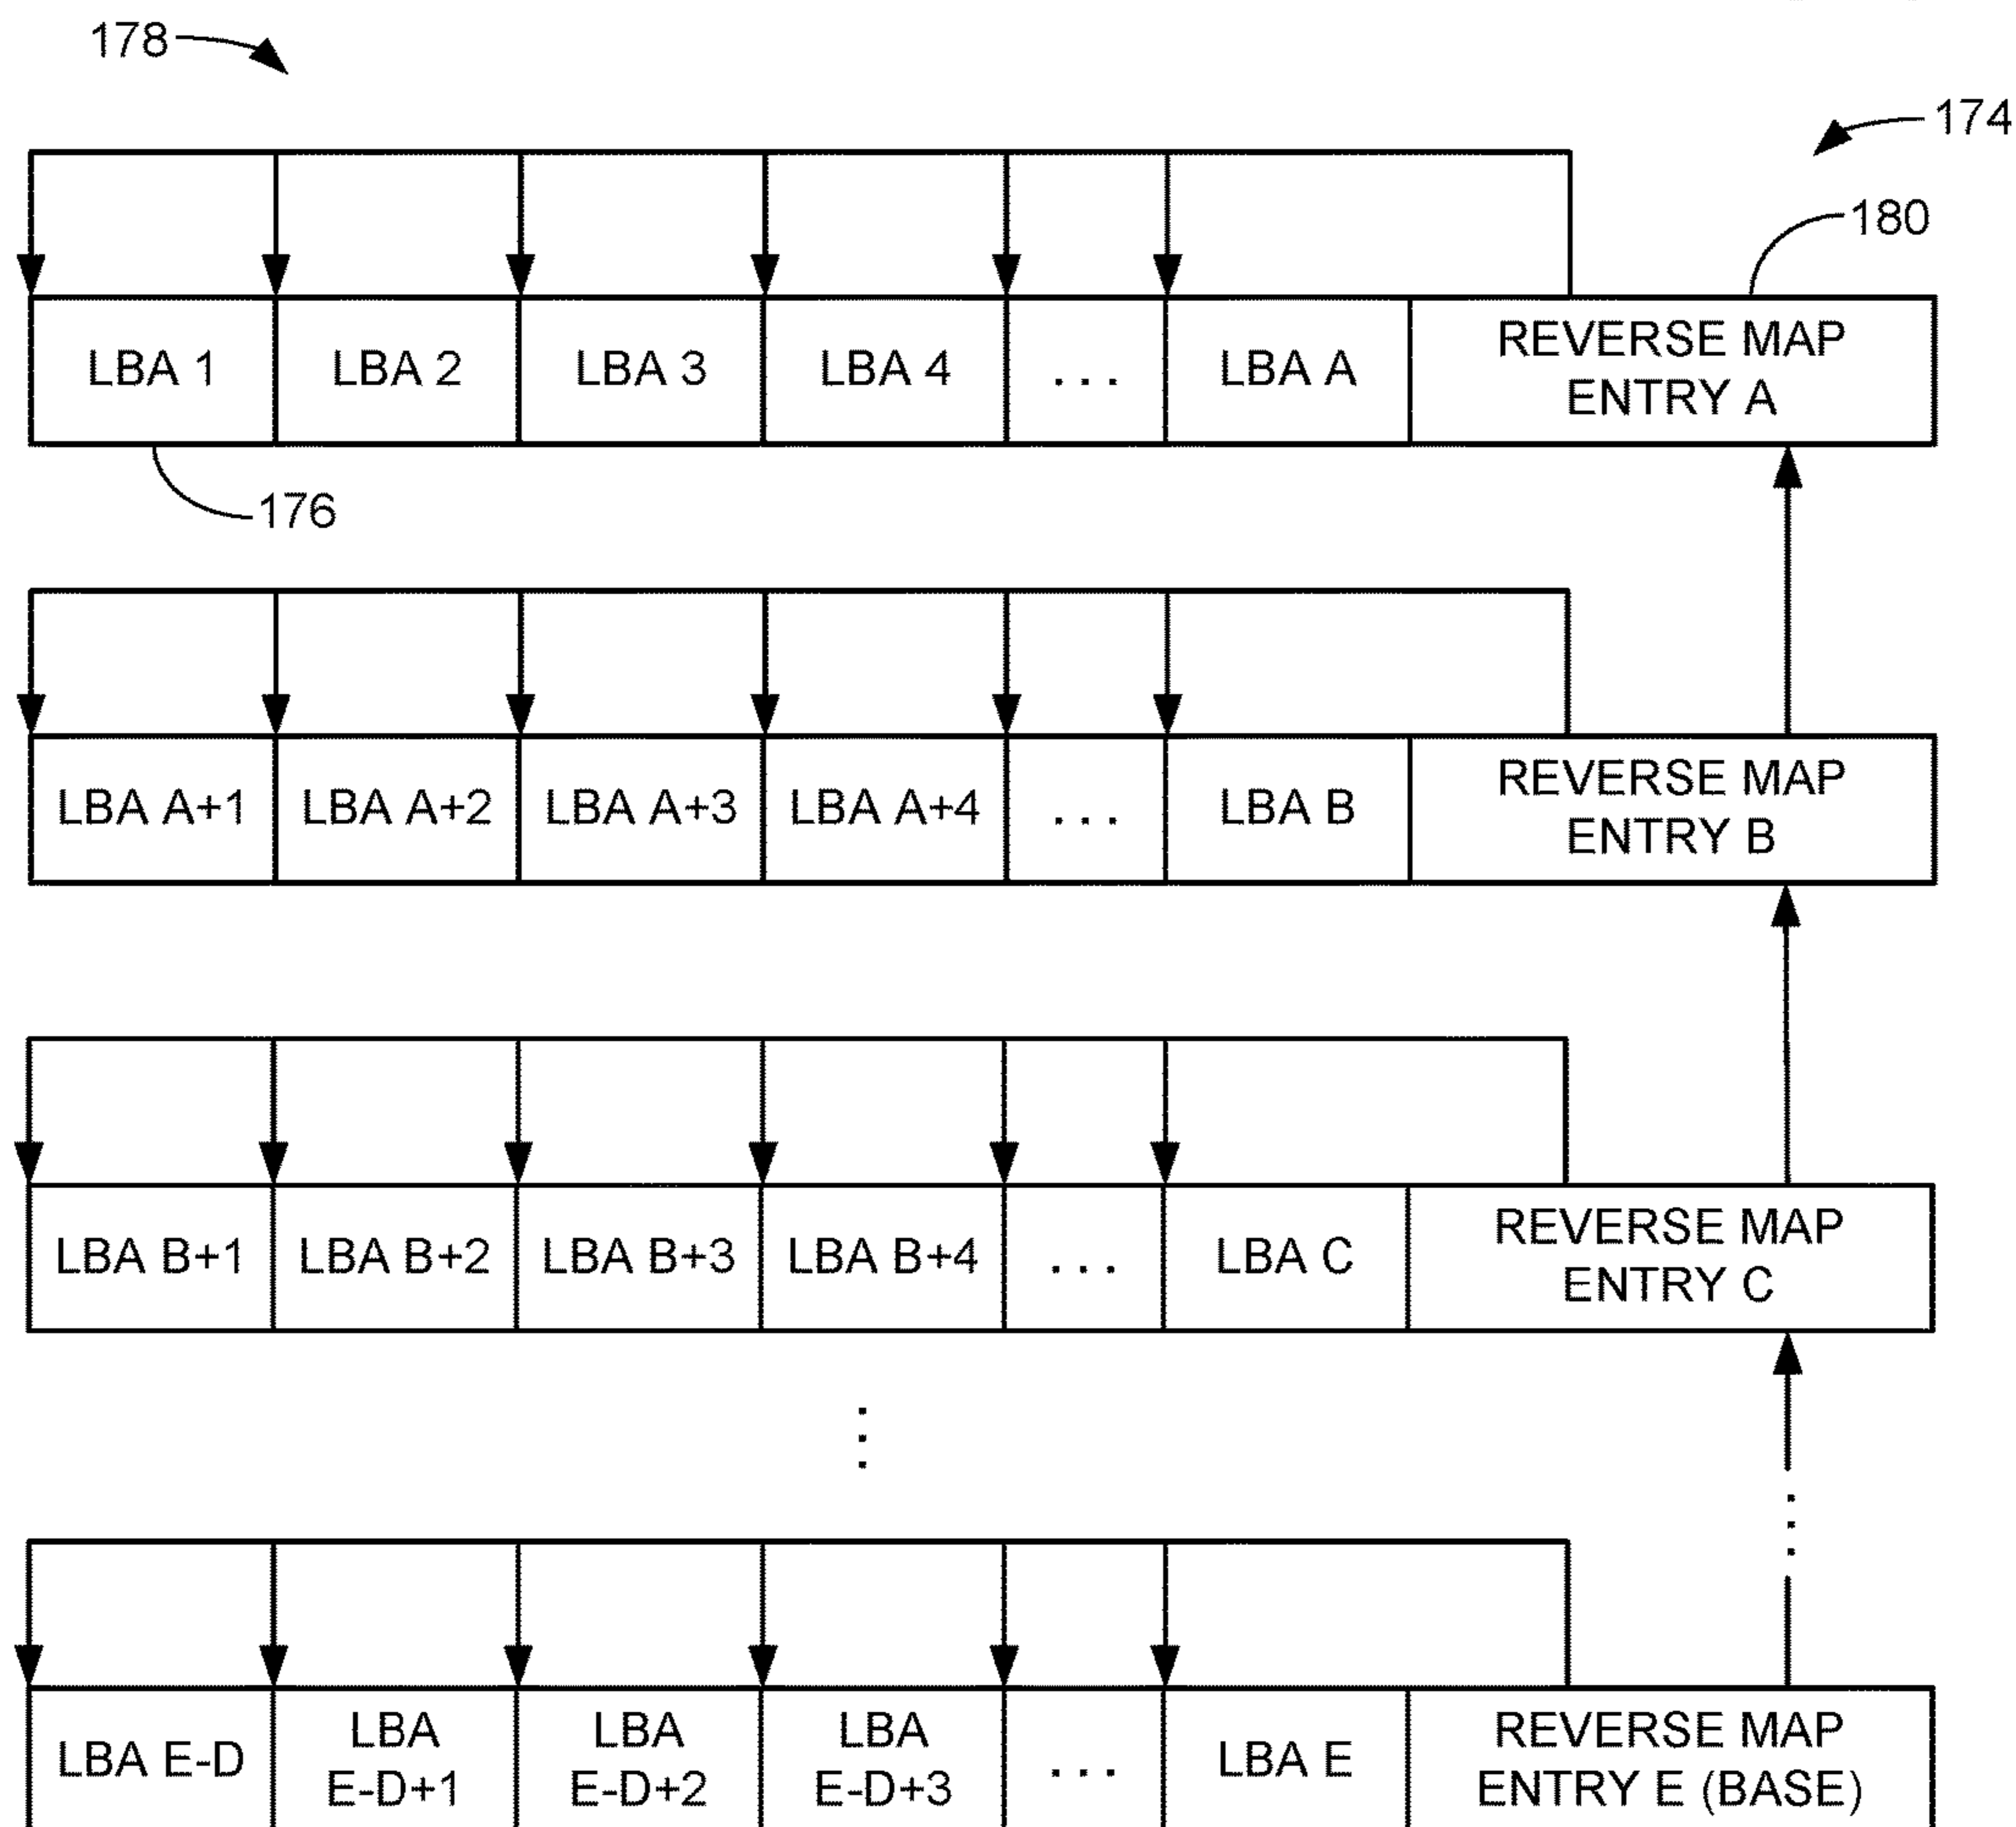 178
174
180
LBA 1 LBA 2 LBA 3 LBA 4 ... LBA A REVERSE MAP
ENTRY A
176
LBA A+1 LBA A+2 LBA A+3 LBA A+4 ... LBA B REVERSE MAP
ENTRY B
LBA B+1 LBA B+2 LBA B+3 LBA B+4 ... LBA C REVERSE MAP
ENTRY C
LBA E-D LBA LBA LBA ... LBA E REVERSE MAP
E-D+1 E-D+2 E-D+3 ENTRY E (BASE)